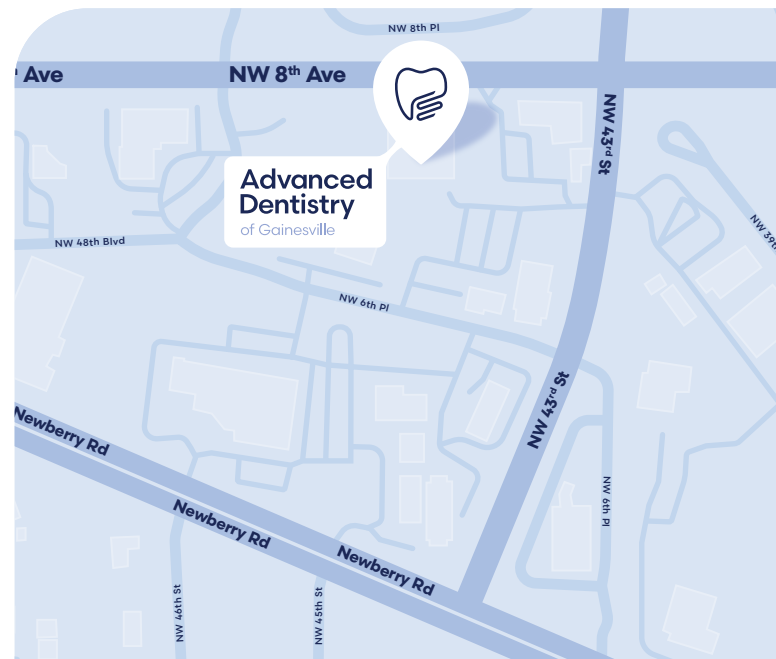 NW 8th Pl
Ave
NW 8th Ave
NW 43rd St
Advanced
Dentistry
of Gainesville
NW 48th Blvd
NW 39th
NW 6th Pl
NW 43rd St
Newberry Rd
Newberry Rd
Newberry Rd
NW 6th Pl
NW 46th St
NW 45th St